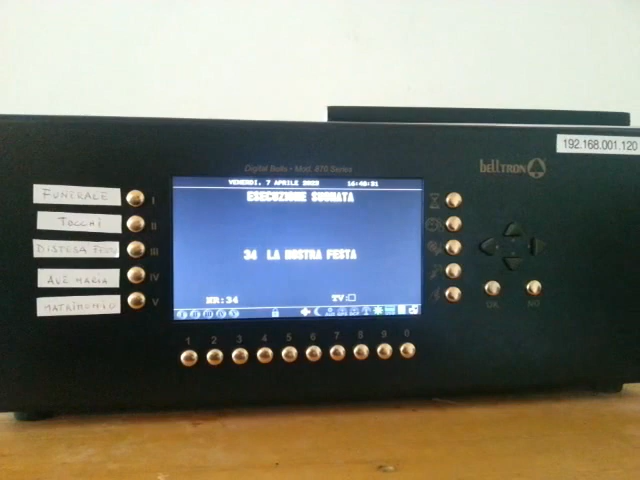 192.168.001.120
Digital Bells - Mod. 870 Series
bellTRON
VENERDI, 7 APRILE 2023 16:40:31
ESECUZIONE SUONATA
34 LA NOSTRA FESTA
NR:34 TV:
FUNERALE I
TOCCHI II
DISTESA III
AVE MARIA IV
MATRIMONIO V
OK NO
1 2 3 4 5 6 7 8 9 0